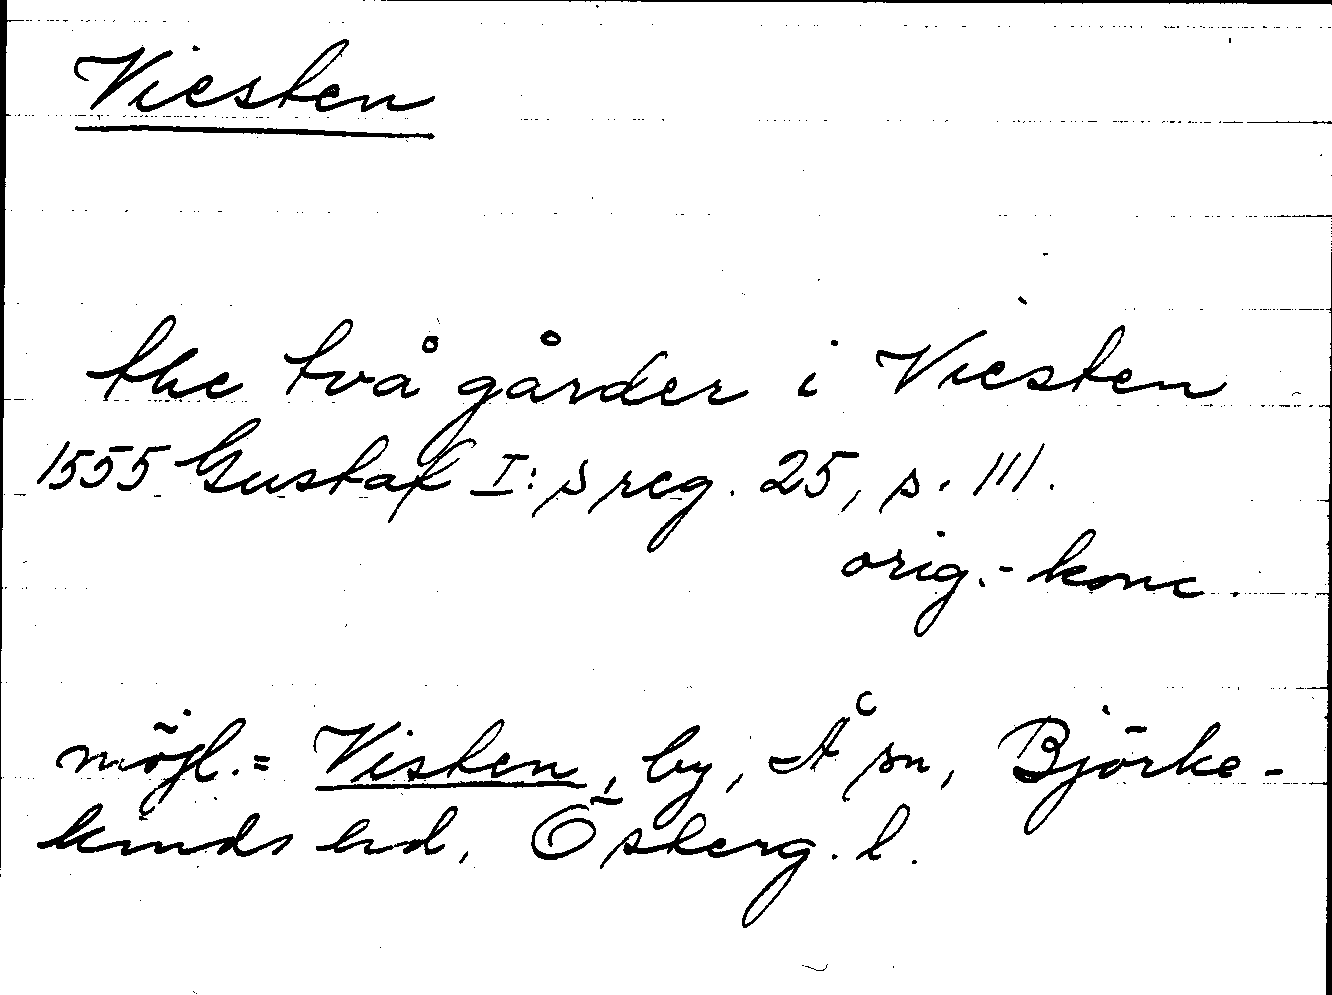 Viesten
the två gårder i Viesten
1555 Gustaf I:s reg. 25, s. 111.
orig.-konc.
möjl. = Visten, by, Å sn, Björke-
kinds hd, Östergl.